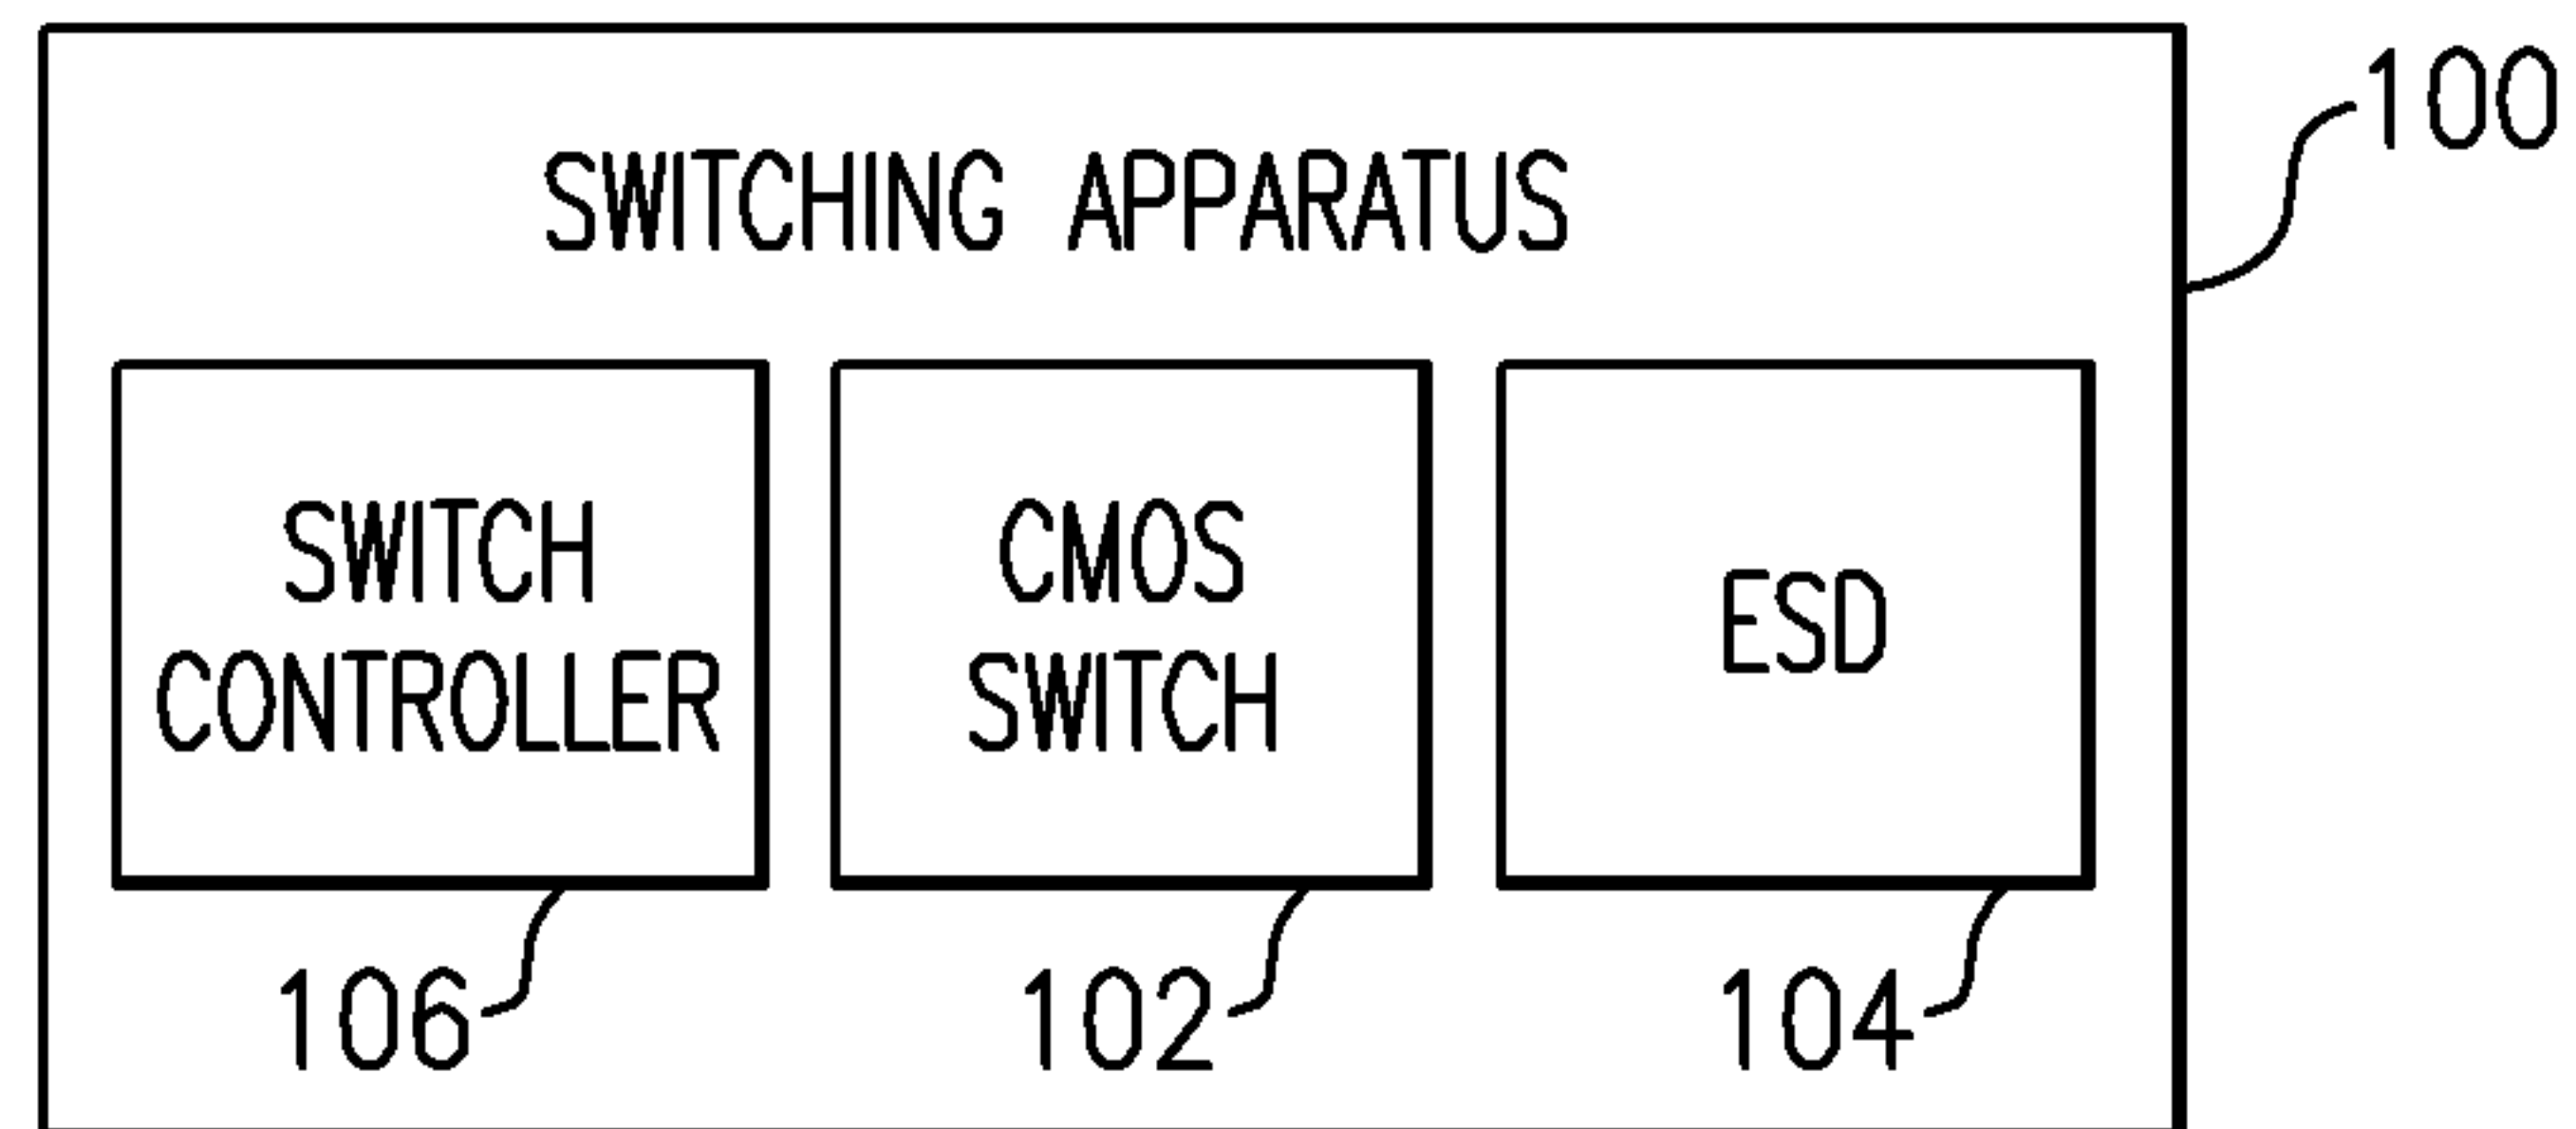 100
SWITCHING APPARATUS
SWITCH
CONTROLLER
CMOS
SWITCH
ESD
106
102
104